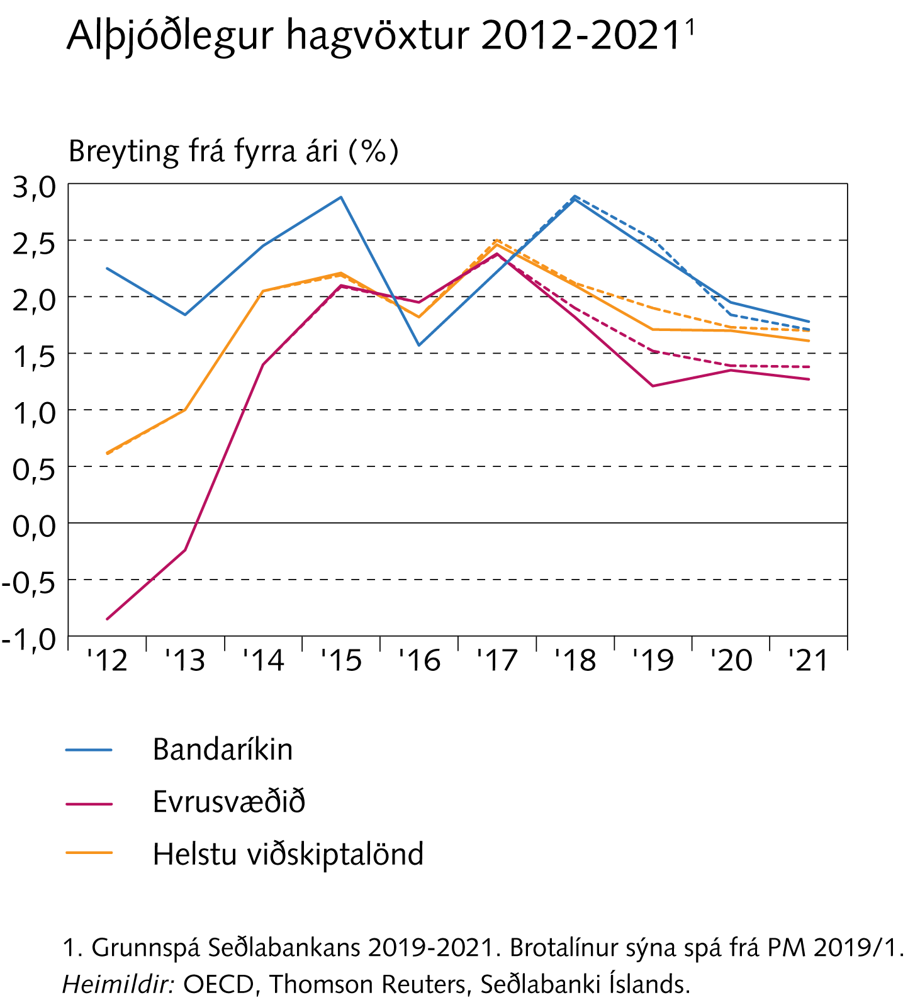 Alþjóðlegur hagvöxtur 2012-2021¹
Breyting frá fyrra ári (%)
3,0
2,5
2,0
1,5
1,0
0,5
0,0
-0,5
-1,0
'12 '13 '14 '15 '16 '17 '18 '19 '20 '21
Bandaríkin
Evrusvæðið
Helstu viðskiptalönd
1. Grunnspá Seðlabankans 2019-2021. Brotalínur sýna spá frá PM 2019/1.
Heimildir: OECD, Thomson Reuters, Seðlabanki Íslands.